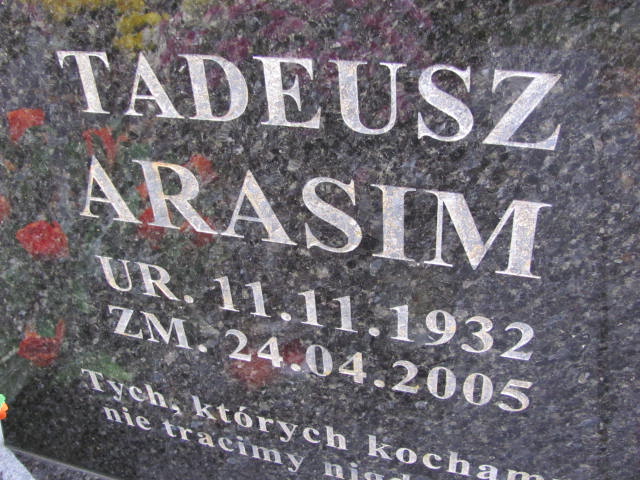 TADEUSZ
ARASIM
UR. 11.11.1932
ZM. 24.04.2005
Tych, których kochamy
nie tracimy